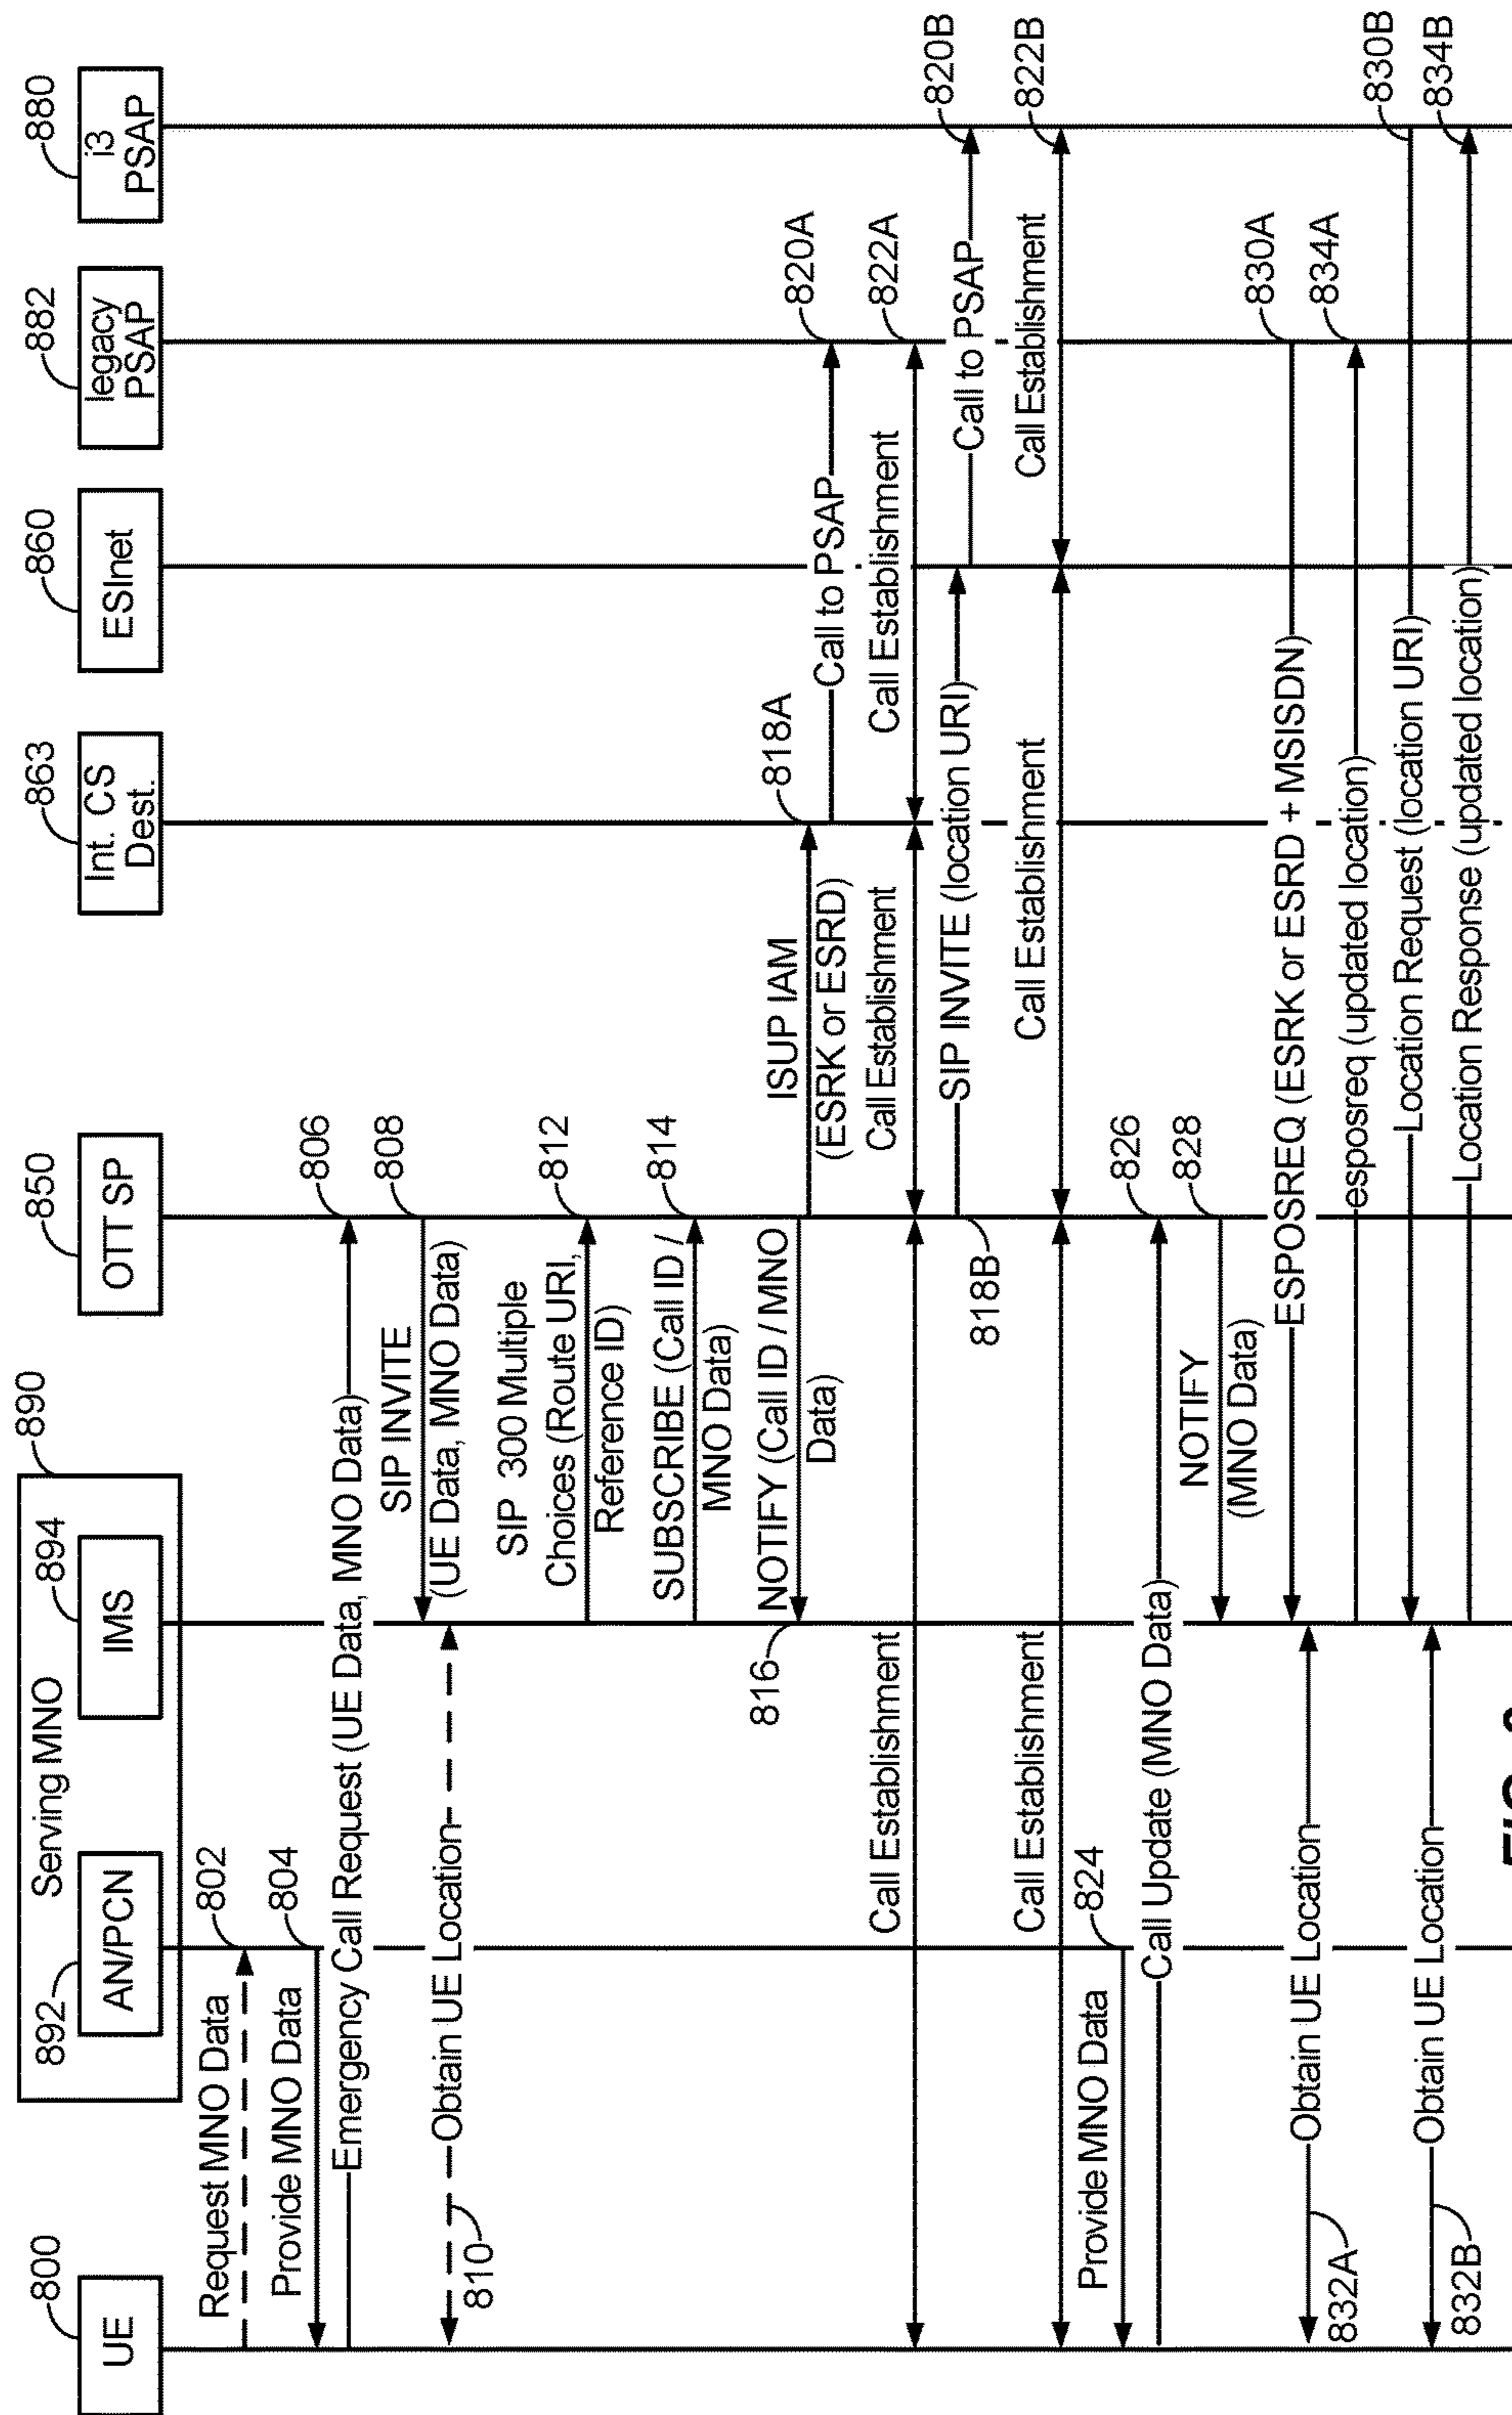 800
UE
890
Serving MNO
892
AN/PCN
894
IMS
850
OTT SP
863
Int. CS
Dest.
860
ESInet
882
legacy
PSAP
880
i3
PSAP
Request MNO Data
802
Provide MNO Data
804
Emergency Call Request (UE Data, MNO Data)
806
808
SIP INVITE
(UE Data, MNO Data)
Obtain UE Location
810
SIP 300 Multiple
Choices (Route URI,
Reference ID)
812
SUBSCRIBE (Call ID /
MNO Data)
814
NOTIFY (Call ID / MNO
Data)
816
ISUP IAM
(ESRK or ESRD)
818A
Call to PSAP
820A
Call Establishment
Call Establishment
Call Establishment
822A
SIP INVITE (location URI)
818B
Call to PSAP
820B
Call Establishment
Call Establishment
Call Establishment
822B
Provide MNO Data
824
Call Update (MNO Data)
826
828
NOTIFY
(MNO Data)
ESPOSREQ (ESRK or ESRD + MSISDN)
830A
Obtain UE Location
832A
esposreq (updated location)
834A
Location Request (location URI)
830B
Obtain UE Location
832B
Location Response (updated location)
834B